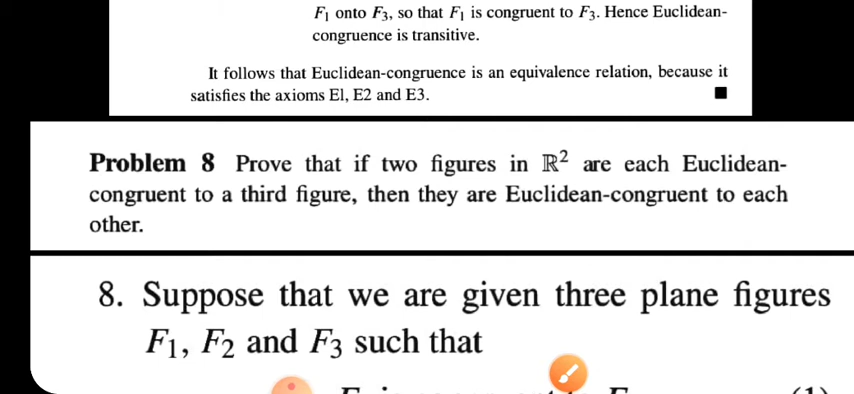 F₁ onto F₃, so that F₁ is congruent to F₃. Hence Euclidean-
congruence is transitive.
It follows that Euclidean-congruence is an equivalence relation, because it
satisfies the axioms El, E2 and E3.
Problem 8 Prove that if two figures in ℝ² are each Euclidean-
congruent to a third figure, then they are Euclidean-congruent to each
other.
8. Suppose that we are given three plane figures
F₁, F₂ and F₃ such that